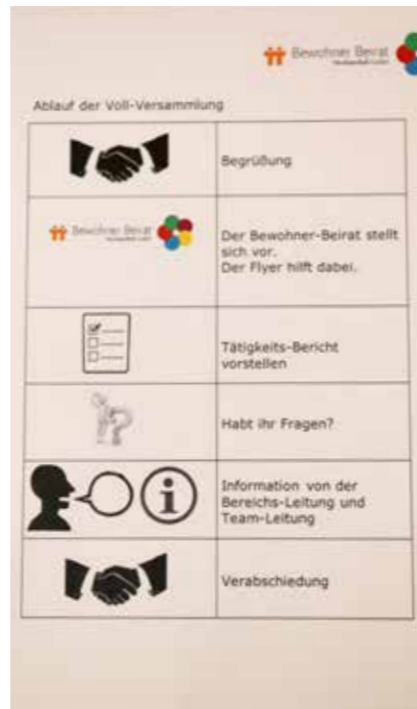 Bewohner Beirat
Ablauf der Voll-Versammlung
Begrüßung
Bewohner Beirat
Der Bewohner-Beirat stellt
sich vor.
Der Flyer hilft dabei.
Tätigkeits-Bericht
vorstellen
Habt ihr Fragen?
Information von der
Bereichs-Leitung und
Team-Leitung
Verabschiedung